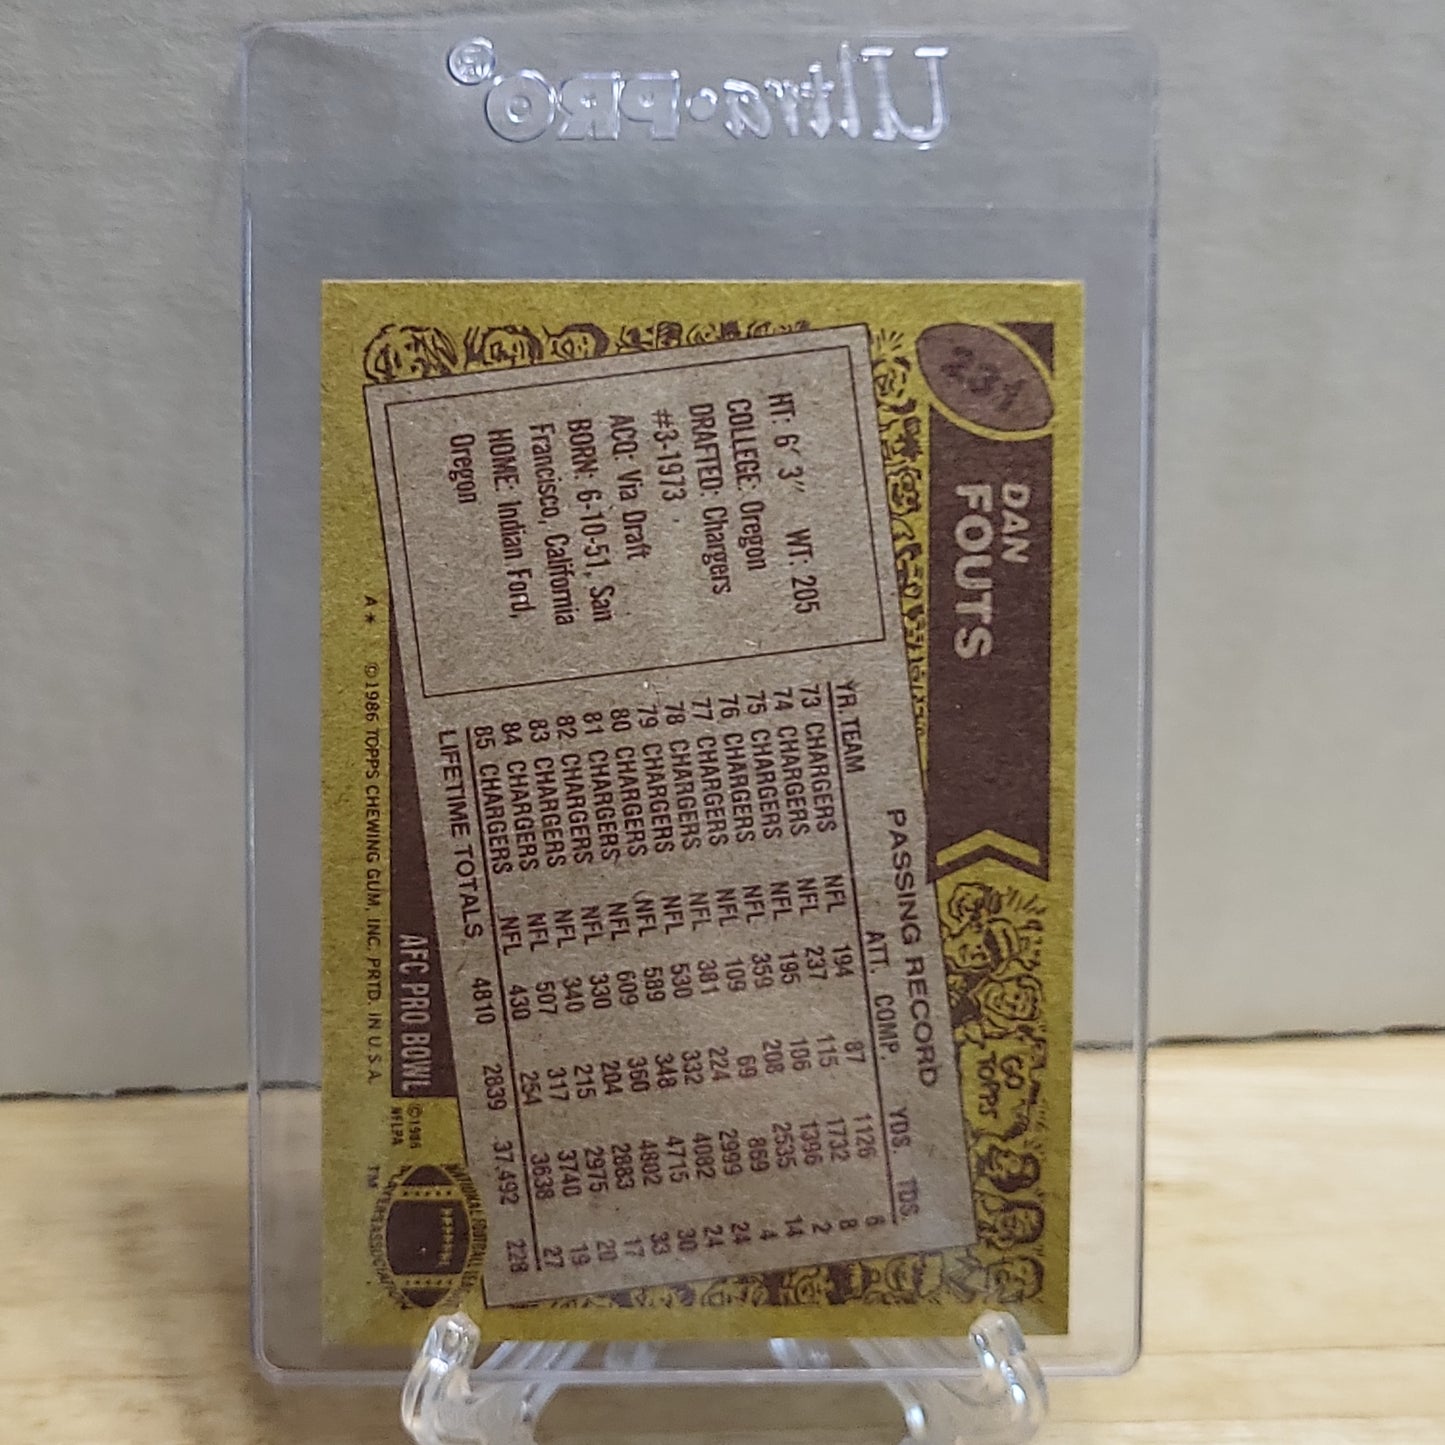 Ultra·PRO®
231
DAN
FOUTS
GO
TOPPS
HT: 6' 3" WT: 205
COLLEGE: Oregon
DRAFTED: Chargers
#3-1973
ACQ: Via Draft
BORN: 6-10-51, San
Francisco, California
HOME: Indian Ford,
Oregon
PASSING RECORD
YR. TEAM ATT. COMP. YDS. TDS.
73 CHARGERS NFL 194 87 1126 6
74 CHARGERS NFL 237 115 1732 8
75 CHARGERS NFL 195 106 1396 2
76 CHARGERS NFL 359 208 2535 14
77 CHARGERS NFL 109 69 869 4
78 CHARGERS NFL 381 224 2999 24
79 CHARGERS NFL 530 332 4082 24
80 CHARGERS NFL 589 348 4715 30
81 CHARGERS NFL 609 360 4802 33
82 CHARGERS NFL 330 204 2883 17
83 CHARGERS NFL 340 215 2975 20
84 CHARGERS NFL 507 317 3740 19
85 CHARGERS NFL 430 254 3638 27
LIFETIME TOTALS 4810 2839 37,492 228
AFC PRO BOWL
©1986
NFLPA
A* ©1986 TOPPS CHEWING GUM, INC. PRTD. IN U.S.A.
TM
NATIONAL FOOTBALL
ASSOCIATION